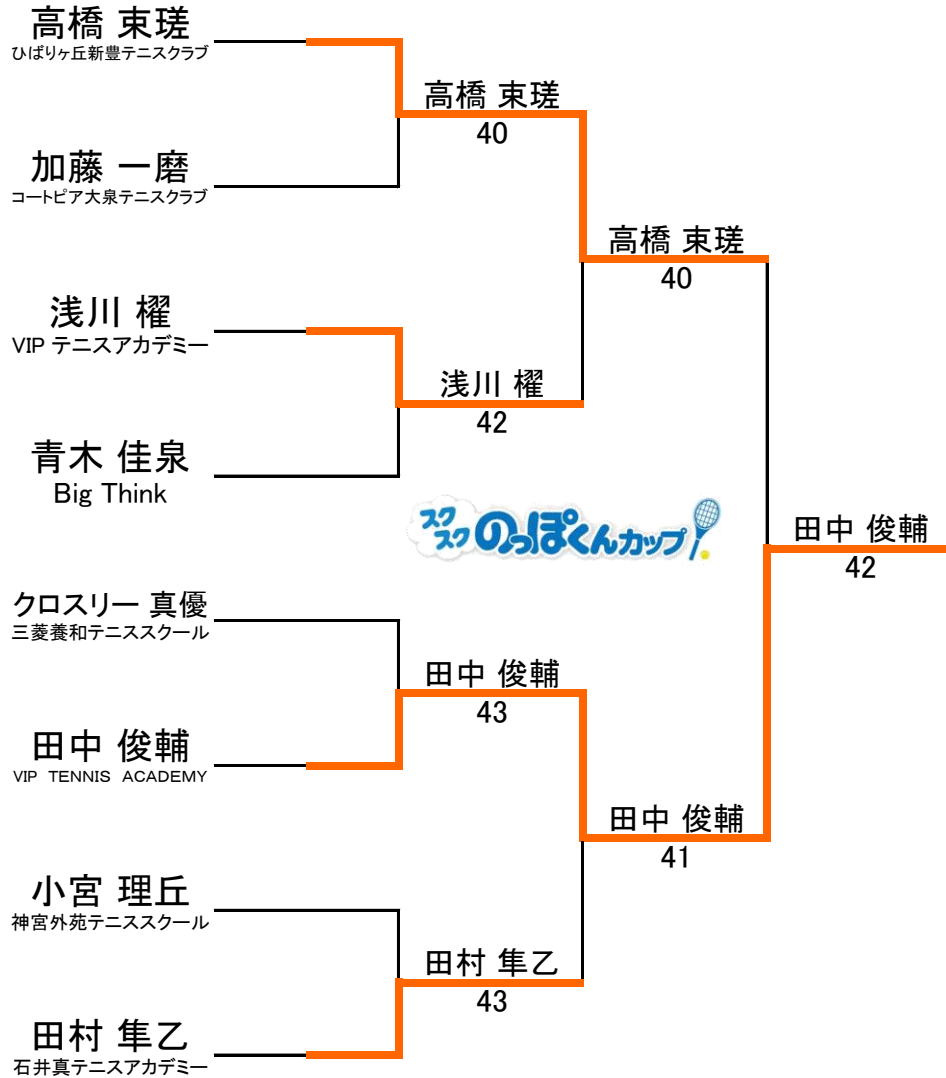 高橋 束瑳
ひばりヶ丘新豊テニスクラブ
高橋 束瑳
40
加藤 一磨
コートピア大泉テニスクラブ
高橋 束瑳
40
浅川 櫂
VIP テニスアカデミー
浅川 櫂
42
青木 佳泉
Big Think
スクスク のっぽくんカップ
田中 俊輔
42
クロスリー 真優
三菱養和テニススクール
田中 俊輔
43
田中 俊輔
VIP TENNIS ACADEMY
田中 俊輔
41
小宮 理丘
神宮外苑テニススクール
田村 隼乙
43
田村 隼乙
石井真テニスアカデミー